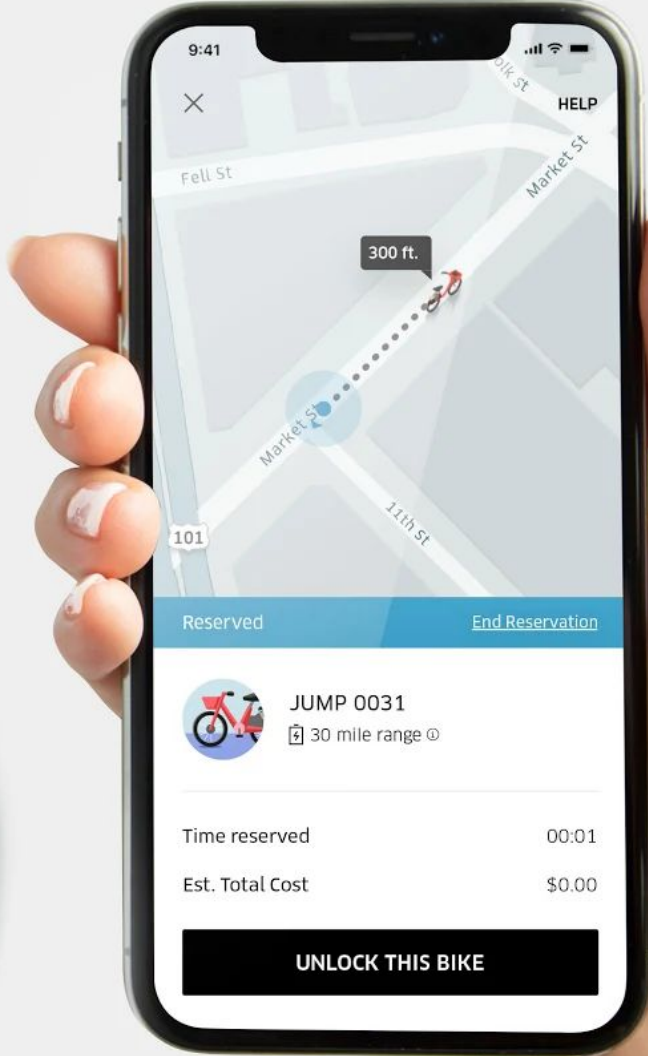 9:41
HELP
Fell St
Market St
300 ft.
Market St
11th St
101
Reserved
End Reservation
JUMP 0031
30 mile range
Time reserved
00:01
Est. Total Cost
$0.00
UNLOCK THIS BIKE